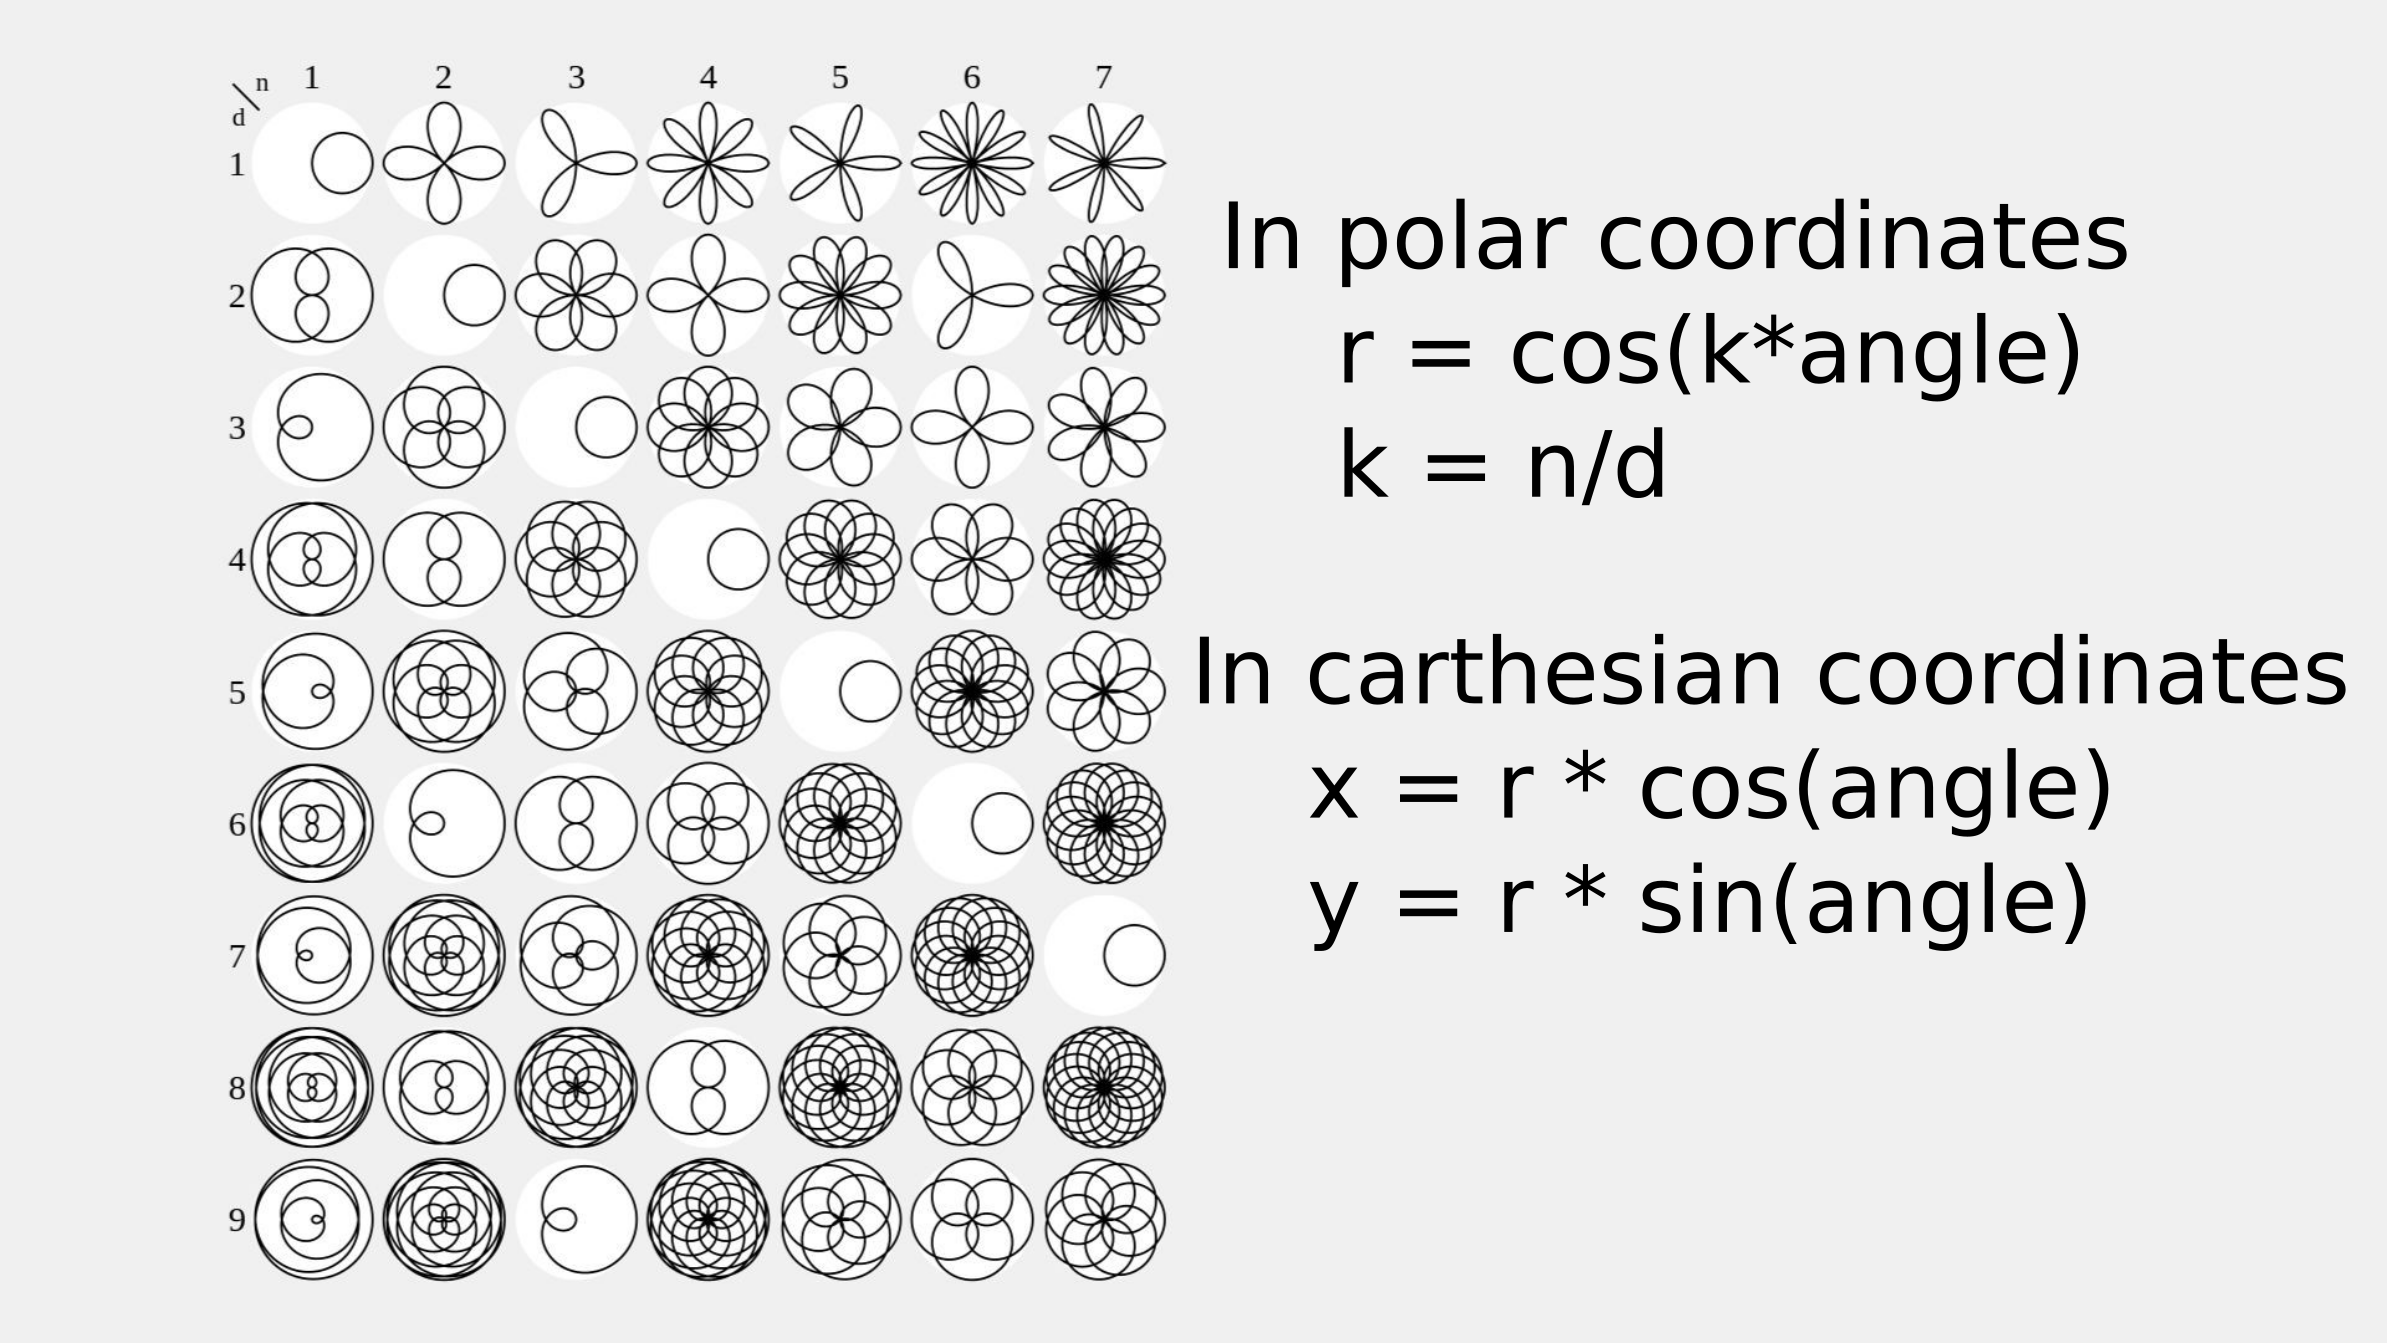 n 1 2 3 4 5 6 7
d
1
2
3
4
5
6
7
8
9
In polar coordinates
r = cos(k*angle)
k = n/d
In carthesian coordinates
x = r * cos(angle)
y = r * sin(angle)